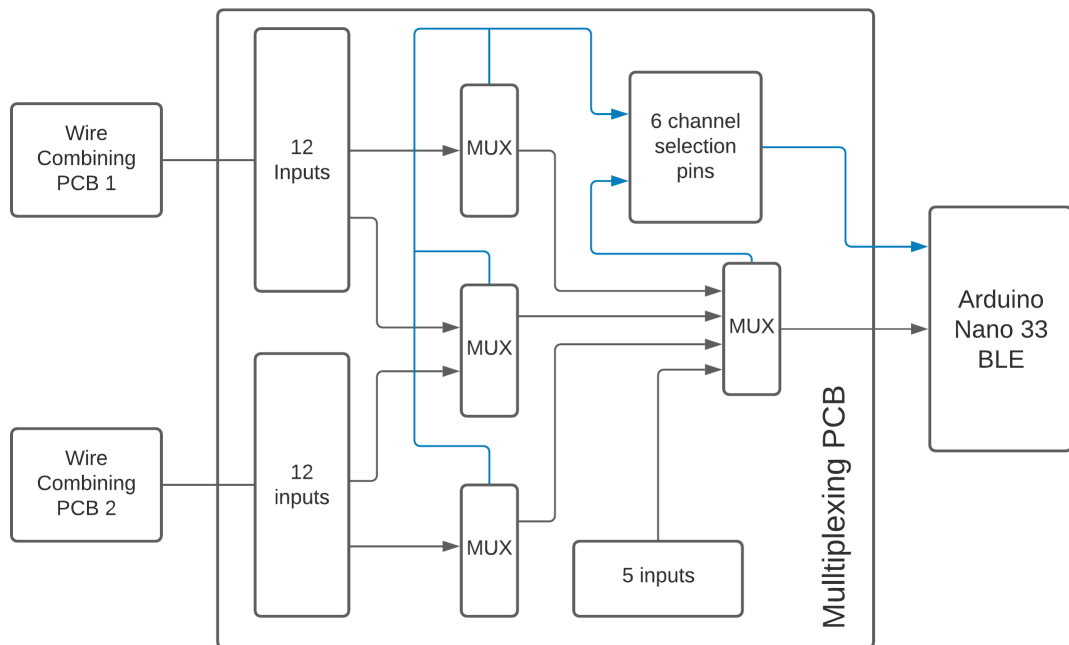 Wire
Combining
PCB 1
12
Inputs
MUX
6 channel
selection
pins
MUX
MUX
Arduino
Nano 33
BLE
Wire
Combining
PCB 2
12
inputs
MUX
5 inputs
Mulltiplexing PCB